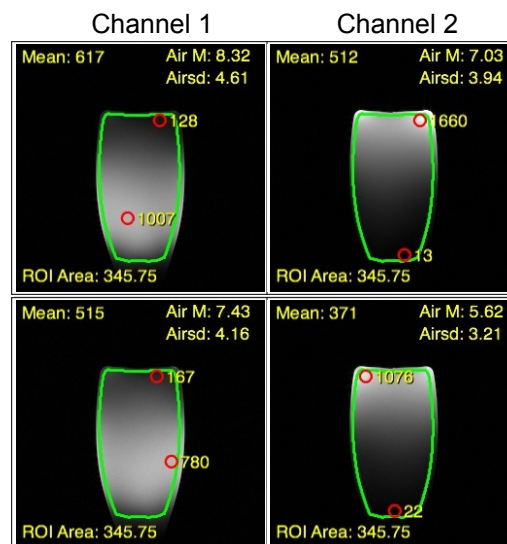 Channel 1 Channel 2
Mean: 617 Air M: 8.32
Airsd: 4.61
128
1007
ROI Area: 345.75
Mean: 512 Air M: 7.03
Airsd: 3.94
1660
13
ROI Area: 345.75
Mean: 515 Air M: 7.43
Airsd: 4.16
167
780
ROI Area: 345.75
Mean: 371 Air M: 5.62
Airsd: 3.21
1076
22
ROI Area: 345.75